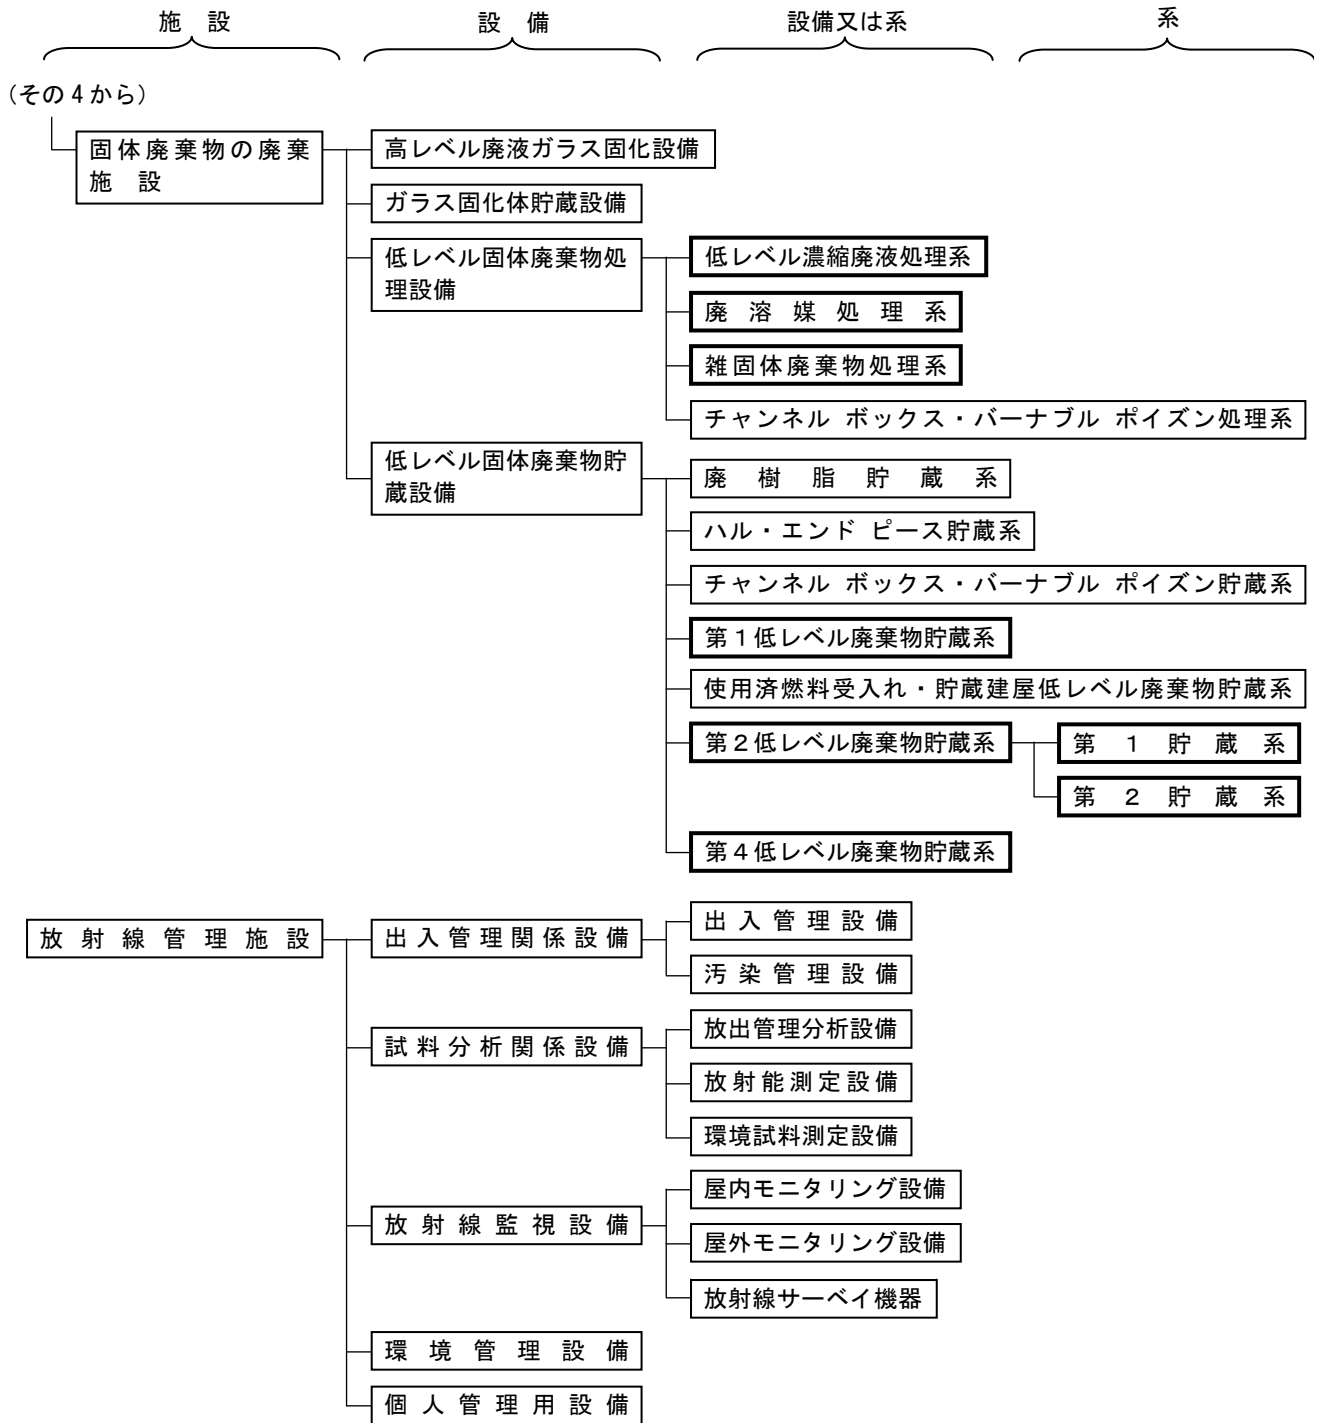 施 設 設 備 設備又は系 系
(その4から)
固体廃棄物の廃棄
施 設
高レベル廃液ガラス固化設備
ガラス固化体貯蔵設備
低レベル固体廃棄物処
理設備
低レベル濃縮廃液処理系
廃溶媒処理系
雑固体廃棄物処理系
チャンネル ボックス・バーナブル ポイズン処理系
低レベル固体廃棄物貯
蔵設備
廃樹脂貯蔵系
ハル・エンド ピース貯蔵系
チャンネル ボックス・バーナブル ポイズン貯蔵系
第1低レベル廃棄物貯蔵系
使用済燃料受入れ・貯蔵建屋低レベル廃棄物貯蔵系
第2低レベル廃棄物貯蔵系
第1貯蔵系
第2貯蔵系
第4低レベル廃棄物貯蔵系
放射線管理施設
出入管理関係設備
出入管理設備
汚染管理設備
試料分析関係設備
放出管理分析設備
放射能測定設備
環境試料測定設備
放射線監視設備
屋内モニタリング設備
屋外モニタリング設備
放射線サーベイ機器
環境管理設備
個人管理用設備